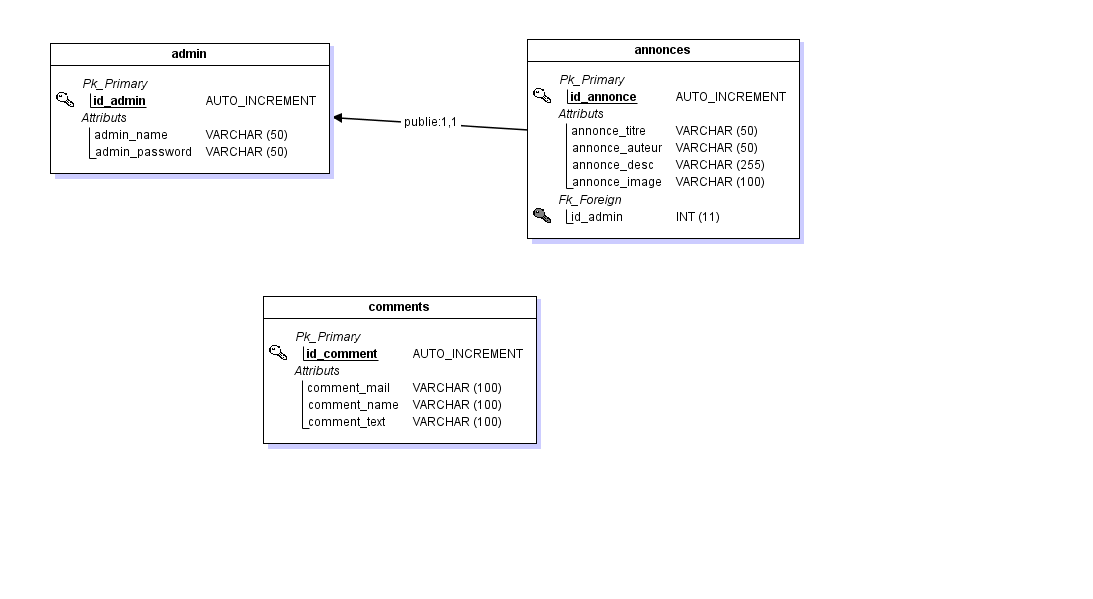 admin
Pk_Primary
id_admin AUTO_INCREMENT
Attributs
admin_name VARCHAR (50)
admin_password VARCHAR (50)
publie:1,1
annonces
Pk_Primary
id_annonce AUTO_INCREMENT
Attributs
annonce_titre VARCHAR (50)
annonce_auteur VARCHAR (50)
annonce_desc VARCHAR (255)
annonce_image VARCHAR (100)
Fk_Foreign
id_admin INT (11)
comments
Pk_Primary
id_comment AUTO_INCREMENT
Attributs
comment_mail VARCHAR (100)
comment_name VARCHAR (100)
comment_text VARCHAR (100)